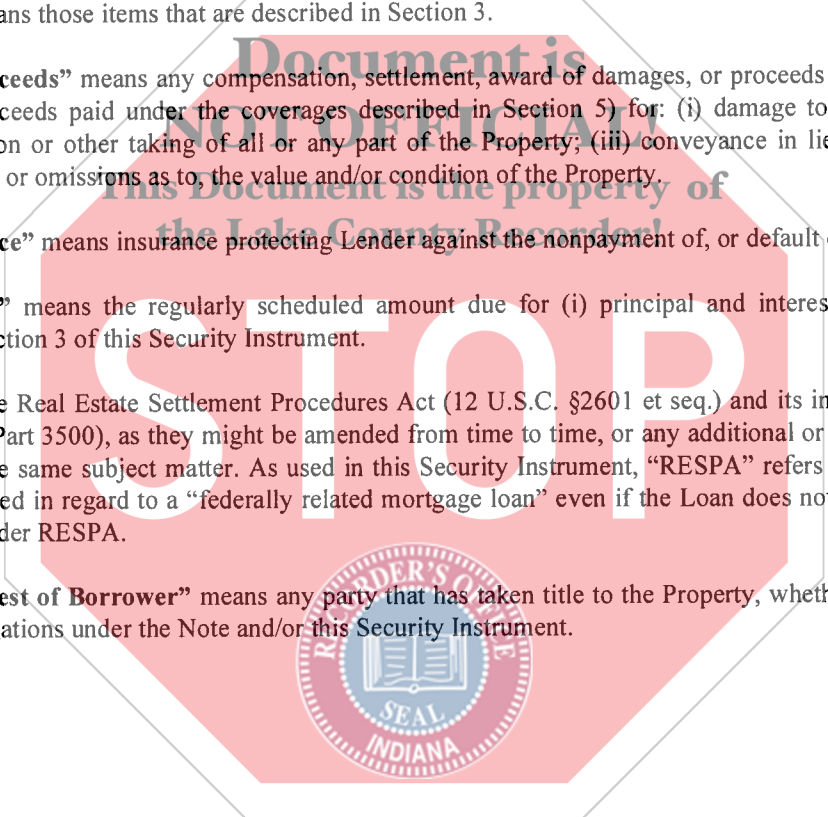 ans those items that are described in Section 3.
Document is
ceeds” means any compensation, settlement, award of damages, or proceeds
ceeds paid under the coverages described in Section 5) for: (i) damage to
NOT OFFICIAL!
on or other taking of all or any part of the Property; (iii) conveyance in lie
or omissions as to, the value and/or condition of the Property.
This Document is the property of
the Lake County Recorder!
ce” means insurance protecting Lender against the nonpayment of, or default
” means the regularly scheduled amount due for (i) principal and interes
ction 3 of this Security Instrument.
STOP
e Real Estate Settlement Procedures Act (12 U.S.C. §2601 et seq.) and its in
Part 3500), as they might be amended from time to time, or any additional or
e same subject matter. As used in this Security Instrument, “RESPA” refers
ed in regard to a “federally related mortgage loan” even if the Loan does no
der RESPA.
est of Borrower” means any party that has taken title to the Property, wheth
ations under the Note and/or this Security Instrument.
RECORDER'S OFFICE
SEAL
INDIANA